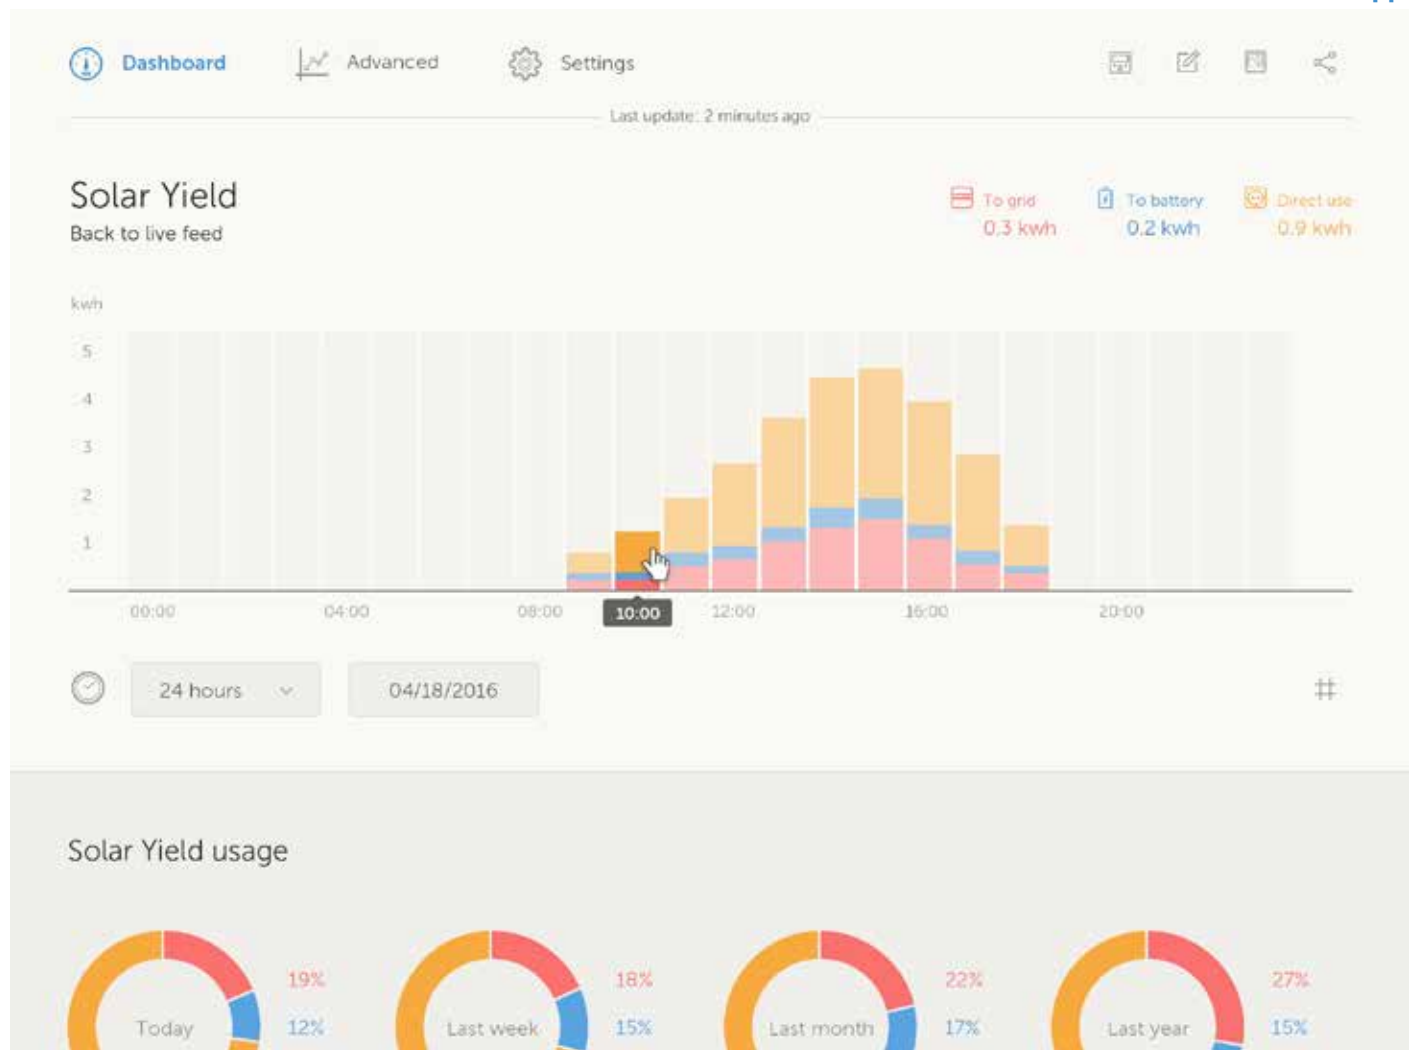 Dashboard
Advanced
Settings
Last update: 2 minutes ago
Solar Yield
Back to live feed
To grid
0.3 kwh
To battery
0.2 kwh
Direct use
0.9 kwh
kwh
5
4
3
2
1
00:00
04:00
08:00
10:00
12:00
16:00
20:00
24 hours
04/18/2016
Solar Yield usage
Today
19%
12%
Last week
18%
15%
Last month
22%
17%
Last year
27%
15%